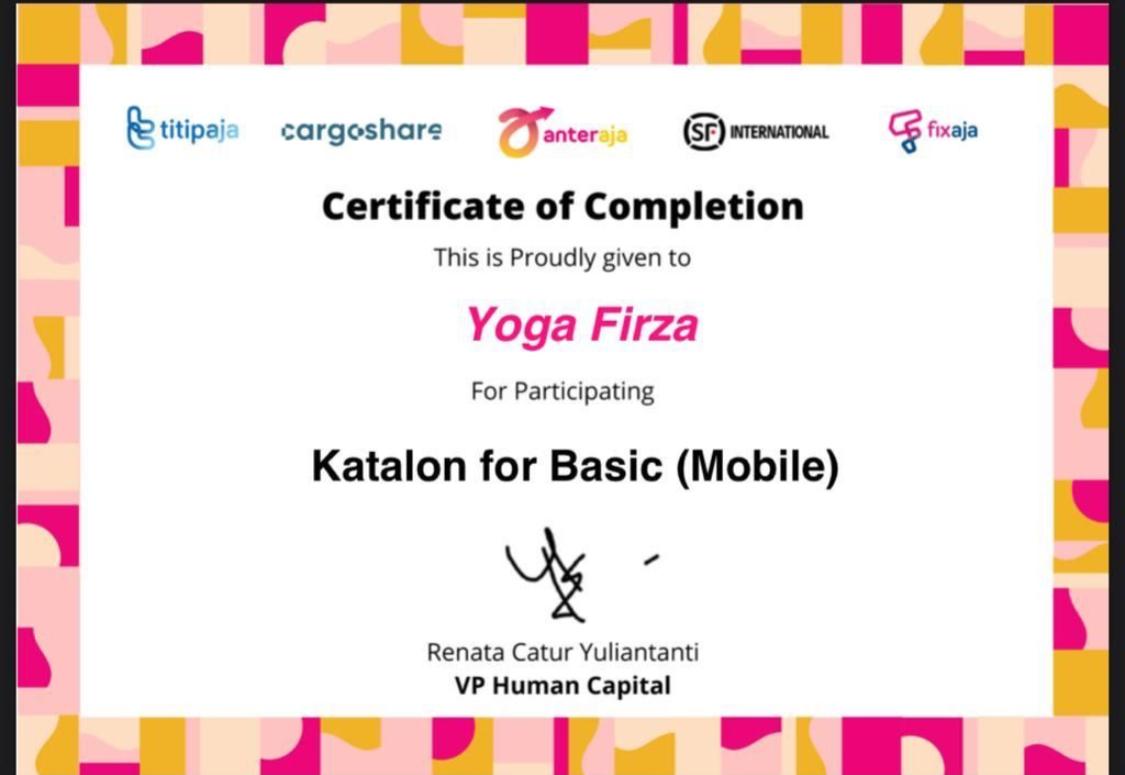 titipaja
cargoshare
anteraja
SF INTERNATIONAL
fixaja
Certificate of Completion
This is Proudly given to
Yoga Firza
For Participating
Katalon for Basic (Mobile)
Renata Catur Yuliantanti
VP Human Capital